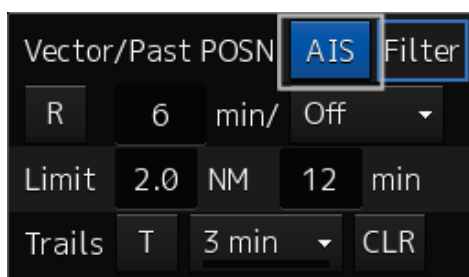 Vector/Past POSN AIS Filter
R 6 min/ Off
Limit 2.0 NM 12 min
Trails T 3 min CLR